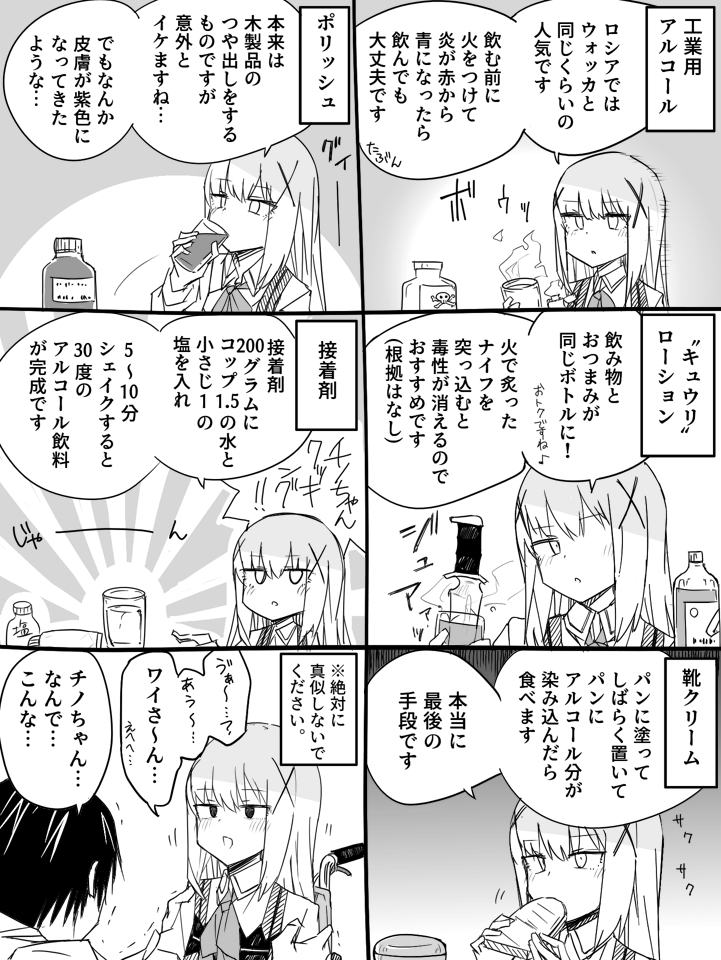 工業用
アルコール
ロシアでは
ウォッカと
同じくらいの
人気です
飲む前に
火をつけて
炎が赤から
青になったら
飲んでも
大丈夫です
たぶん
ウッ
ボ
ポリッシュ
本来は
木製品の
つや出しをする
ものですが
意外と
イケますね…
でもなんか
皮膚が紫色に
なってきた
ような…
グイー
〝キュウリ〟
ローション
飲み物と
おつまみが
同じボトルに!
おトクですね♪
火で炙った
ナイフを
突っ込むと
毒性が消えるので
おすすめです
(根拠はなし)
ジュアア
接着剤
接着剤
200グラムに
コップ1.5の水と
小さじ1の
塩を入れ
5〜10分
シェイクすると
30度の
アルコール飲料
が完成です
チノちゃん
クッキング!!
じゃーーん
塩
靴クリーム
パンに塗って
しばらく置いて
パンに
アルコール分が
染み込んだら
食べます
本当に
最後の
手段です
サク
サク
※絶対に
真似しないで
ください。
ゔぁ〜…?
あぅ〜…
ワイさ〜ん…
えへへ…
チノちゃん…
なんで…
こんな…